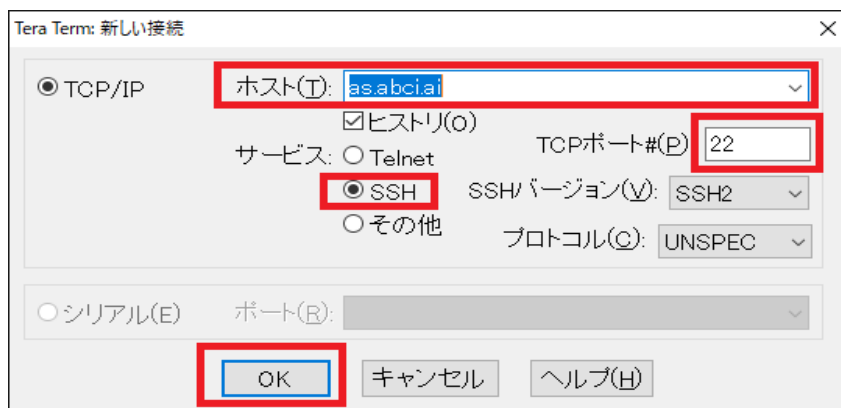 Tera Term: 新しい接続
TCP/IP ホスト(T): as.abci.ai
ヒストリ(O)
サービス: Telnet TCPポート#(P) 22
SSH SSHバージョン(V): SSH2
その他 プロトコル(C): UNSPEC
シリアル(E) ポート(R):
OK キャンセル ヘルプ(H)